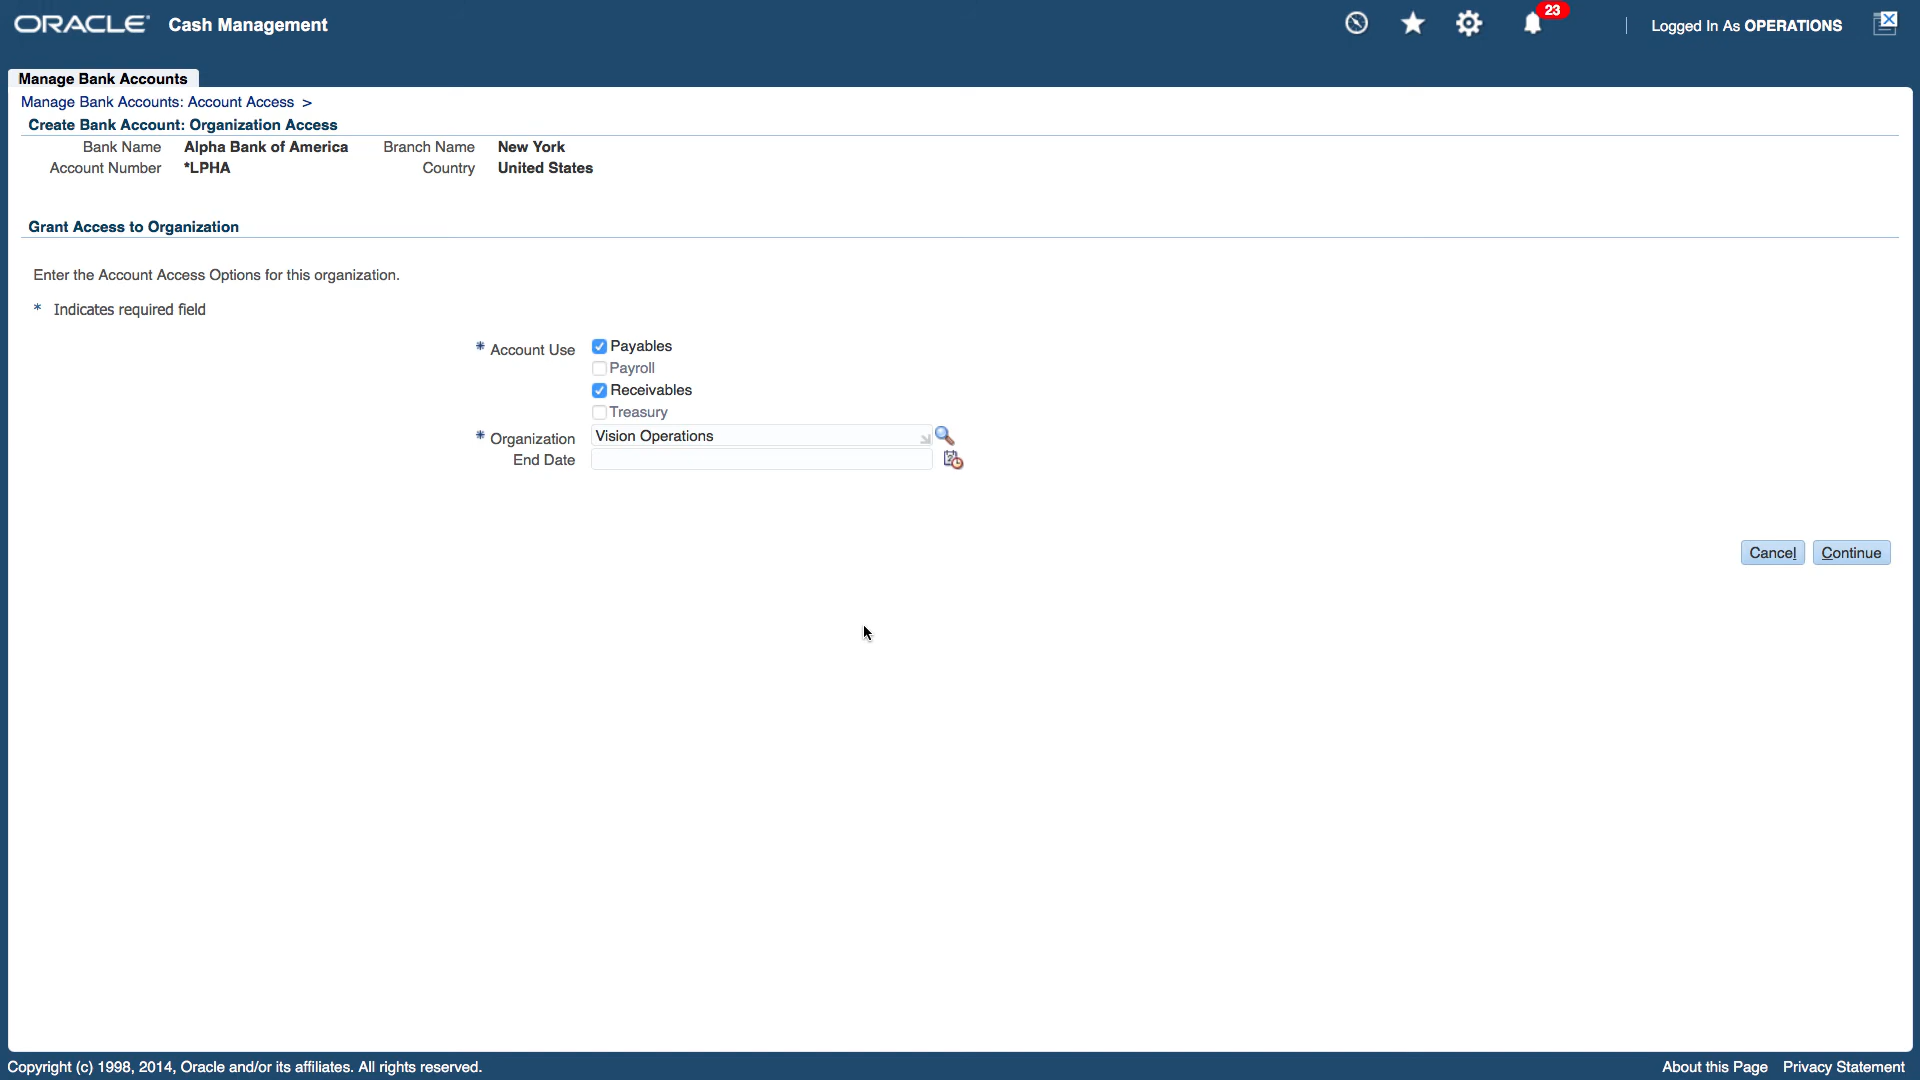 ORACLE Cash Management
23
Logged In As OPERATIONS
Manage Bank Accounts
Manage Bank Accounts: Account Access >
Create Bank Account: Organization Access
Bank Name Alpha Bank of America Branch Name New York
Account Number *LPHA Country United States
Grant Access to Organization
Enter the Account Access Options for this organization.
* Indicates required field
* Account Use Payables
Payroll
Receivables
Treasury
* Organization Vision Operations
End Date
Cancel Continue
Copyright (c) 1998, 2014, Oracle and/or its affiliates. All rights reserved.
About this Page Privacy Statement